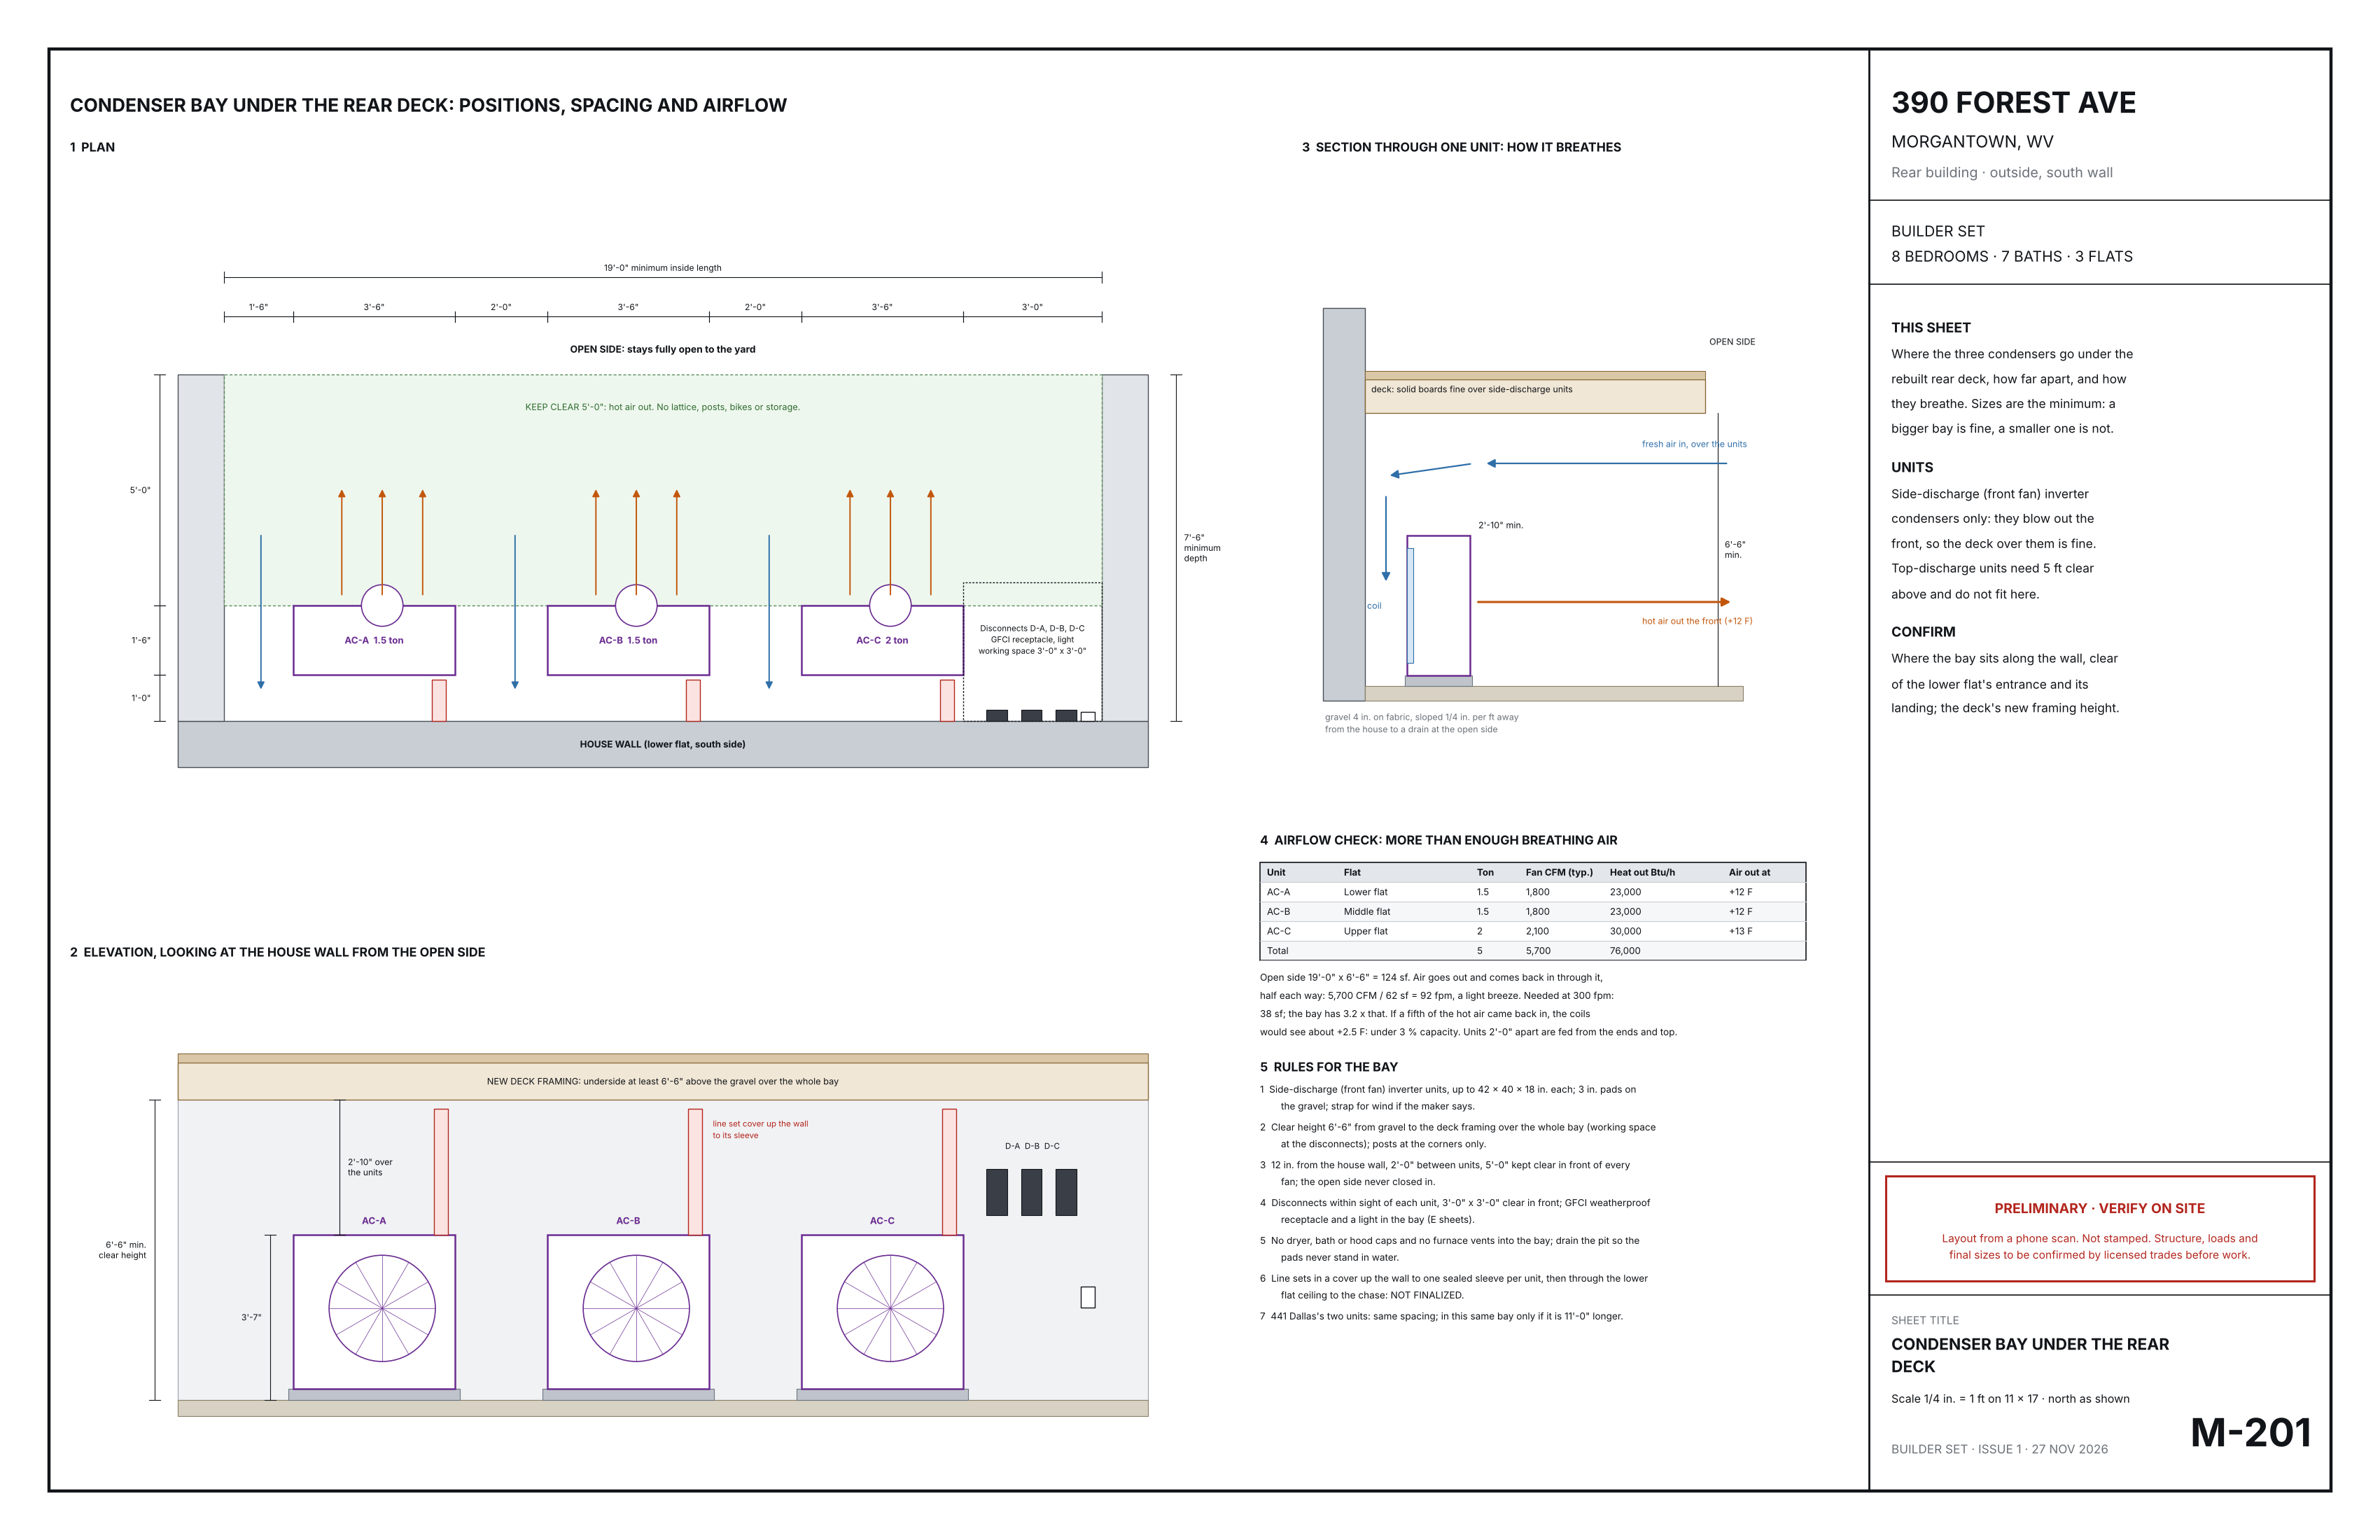 CONDENSER BAY UNDER THE REAR DECK: POSITIONS, SPACING AND AIRFLOW
1 PLAN
19'-0" minimum inside length
1'-6"
3'-6"
2'-0"
3'-6"
2'-0"
3'-6"
3'-0"
OPEN SIDE: stays fully open to the yard
KEEP CLEAR 5'-0": hot air out. No lattice, posts, bikes or storage.
5'-0"
1'-6"
1'-0"
7'-6"
minimum
depth
AC-A 1.5 ton
AC-B 1.5 ton
AC-C 2 ton
Disconnects D-A, D-B, D-C
GFCI receptacle, light
working space 3'-0" x 3'-0"
HOUSE WALL (lower flat, south side)
2 ELEVATION, LOOKING AT THE HOUSE WALL FROM THE OPEN SIDE
NEW DECK FRAMING: underside at least 6'-6" above the gravel over the whole bay
line set cover up the wall
to its sleeve
D-A D-B D-C
2'-10" over
the units
AC-A
AC-B
AC-C
6'-6" min.
clear height
3'-7"
3 SECTION THROUGH ONE UNIT: HOW IT BREATHES
OPEN SIDE
deck: solid boards fine over side-discharge units
fresh air in, over the units
2'-10" min.
6'-6"
min.
coil
hot air out the front (+12 F)
gravel 4 in. on fabric, sloped 1/4 in. per ft away
from the house to a drain at the open side
4 AIRFLOW CHECK: MORE THAN ENOUGH BREATHING AIR
Unit Flat Ton Fan CFM (typ.) Heat out Btu/h Air out at
AC-A Lower flat 1.5 1,800 23,000 +12 F
AC-B Middle flat 1.5 1,800 23,000 +12 F
AC-C Upper flat 2 2,100 30,000 +13 F
Total 5 5,700 76,000
Open side 19'-0" x 6'-6" = 124 sf. Air goes out and comes back in through it,
half each way: 5,700 CFM / 62 sf = 92 fpm, a light breeze. Needed at 300 fpm:
38 sf; the bay has 3.2 x that. If a fifth of the hot air came back in, the coils
would see about +2.5 F: under 3 % capacity. Units 2'-0" apart are fed from the ends and top.
5 RULES FOR THE BAY
1 Side-discharge (front fan) inverter units, up to 42 × 40 × 18 in. each; 3 in. pads on
the gravel; strap for wind if the maker says.
2 Clear height 6'-6" from gravel to the deck framing over the whole bay (working space
at the disconnects); posts at the corners only.
3 12 in. from the house wall, 2'-0" between units, 5'-0" kept clear in front of every
fan; the open side never closed in.
4 Disconnects within sight of each unit, 3'-0" x 3'-0" clear in front; GFCI weatherproof
receptacle and a light in the bay (E sheets).
5 No dryer, bath or hood caps and no furnace vents into the bay; drain the pit so the
pads never stand in water.
6 Line sets in a cover up the wall to one sealed sleeve per unit, then through the lower
flat ceiling to the chase: NOT FINALIZED.
7 441 Dallas's two units: same spacing; in this same bay only if it is 11'-0" longer.
390 FOREST AVE
MORGANTOWN, WV
Rear building · outside, south wall
BUILDER SET
8 BEDROOMS · 7 BATHS · 3 FLATS
THIS SHEET
Where the three condensers go under the
rebuilt rear deck, how far apart, and how
they breathe. Sizes are the minimum: a
bigger bay is fine, a smaller one is not.
UNITS
Side-discharge (front fan) inverter
condensers only: they blow out the
front, so the deck over them is fine.
Top-discharge units need 5 ft clear
above and do not fit here.
CONFIRM
Where the bay sits along the wall, clear
of the lower flat's entrance and its
landing; the deck's new framing height.
PRELIMINARY · VERIFY ON SITE
Layout from a phone scan. Not stamped. Structure, loads and
final sizes to be confirmed by licensed trades before work.
SHEET TITLE
CONDENSER BAY UNDER THE REAR
DECK
Scale 1/4 in. = 1 ft on 11 × 17 · north as shown
BUILDER SET · ISSUE 1 · 27 NOV 2026
M-201